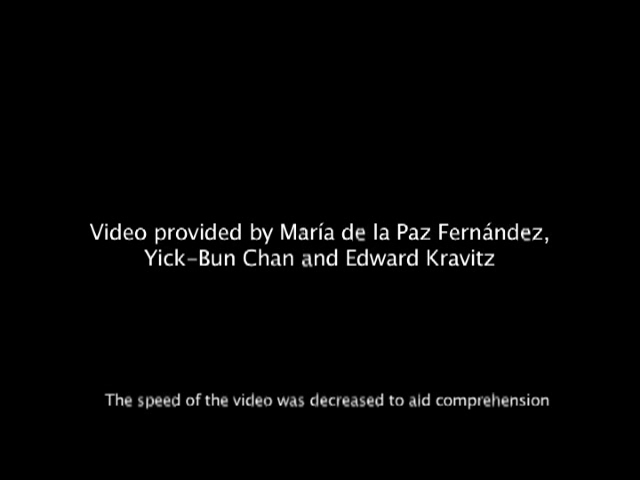 Video provided by María de la Paz Fernández,
Yick-Bun Chan and Edward Kravitz
The speed of the video was decreased to aid comprehension